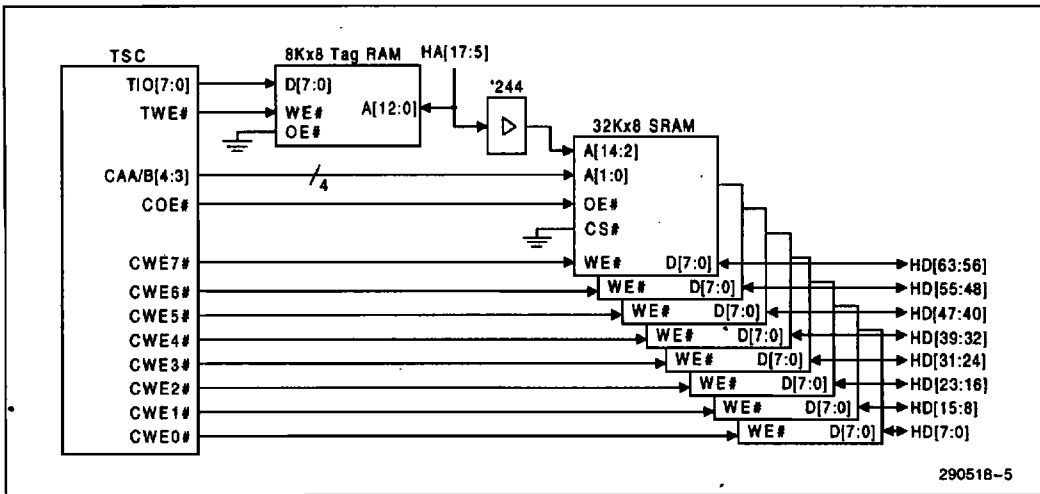 TSC
8Kx8 Tag RAM
HA[17:5]
TIO[7:0]
D[7:0]
'244
TWE#
WE#
A[12:0]
OE#
32Kx8 SRAM
A[14:2]
CAA/B[4:3]
4
A[1:0]
COE#
OE#
CS#
CWE7#
WE# D[7:0]
HD[63:56]
CWE6#
WE# D[7:0]
HD[55:48]
CWE5#
WE# D[7:0]
HD[47:40]
CWE4#
WE# D[7:0]
HD[39:32]
CWE3#
WE# D[7:0]
HD[31:24]
CWE2#
WE# D[7:0]
HD[23:16]
CWE1#
WE# D[7:0]
HD[15:8]
CWE0#
WE# D[7:0]
HD[7:0]
290518-5